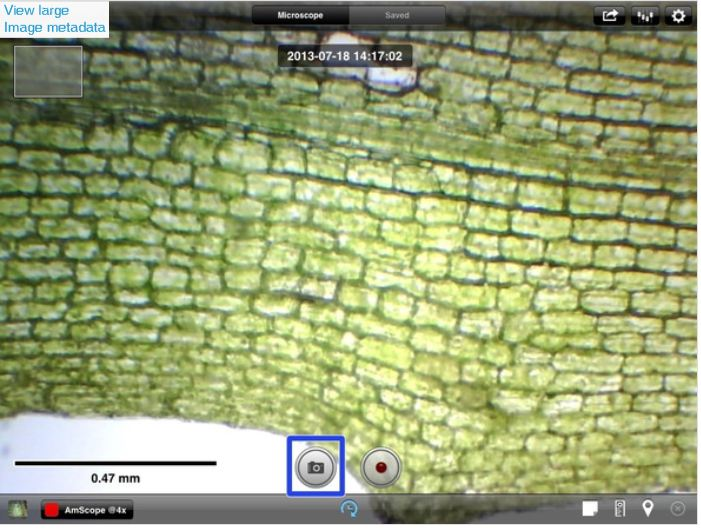 View large
Image metadata
Microscope
Saved
2013-07-18 14:17:02
0.47 mm
AmScope @4x